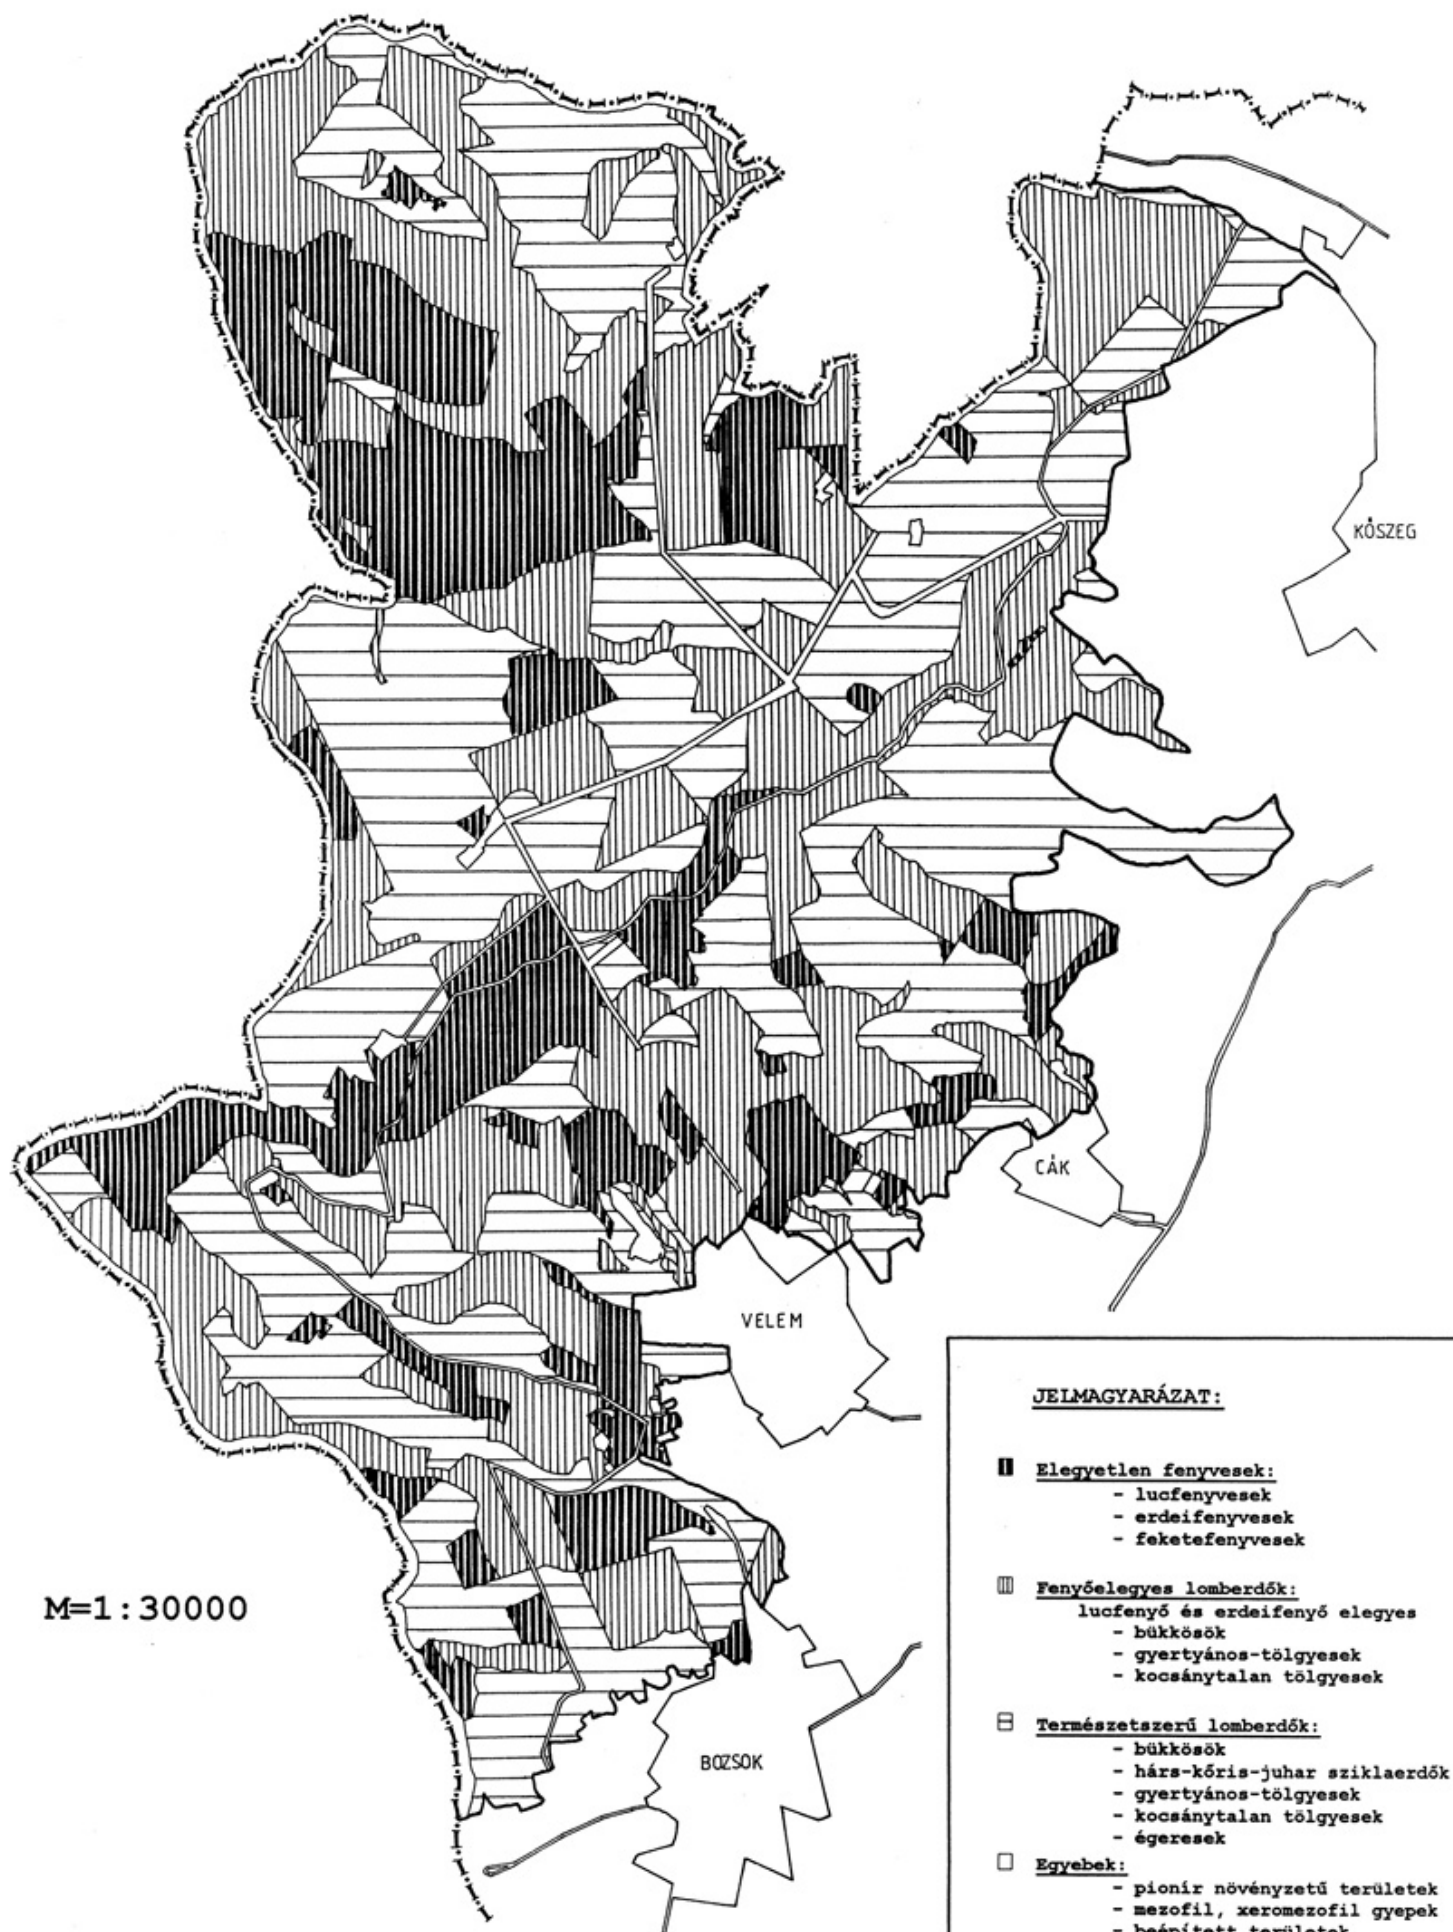 KŐSZEG
CÁK
VELEM
BOZSOK
M=1:30000
JELMAGYARÁZAT:
Elegyetlen fenyvesek:
- lucfenyvesek
- erdeifenyvesek
- feketefenyvesek
Fenyőelegyes lomberdők:
lucfenyő és erdeifenyő elegyes
- bükkösök
- gyertyános-tölgyesek
- kocsánytalan tölgyesek
Természetszerű lomberdők:
- bükkösök
- hárs-kőris-juhar sziklaerdők
- gyertyános-tölgyesek
- kocsánytalan tölgyesek
- égeresek
Egyebek:
- pionír növényzetű területek
- mezofil, xeromezofil gyepek
- beépített területek